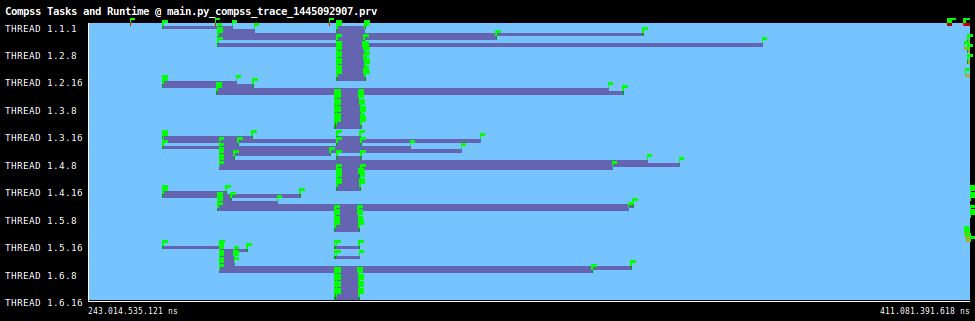 Compss Tasks and Runtime @ main.py_compss_trace_1445092907.prv
THREAD 1.1.1
THREAD 1.2.8
THREAD 1.2.16
THREAD 1.3.8
THREAD 1.3.16
THREAD 1.4.8
THREAD 1.4.16
THREAD 1.5.8
THREAD 1.5.16
THREAD 1.6.8
THREAD 1.6.16
243.014.535.121 ns
411.081.391.618 ns